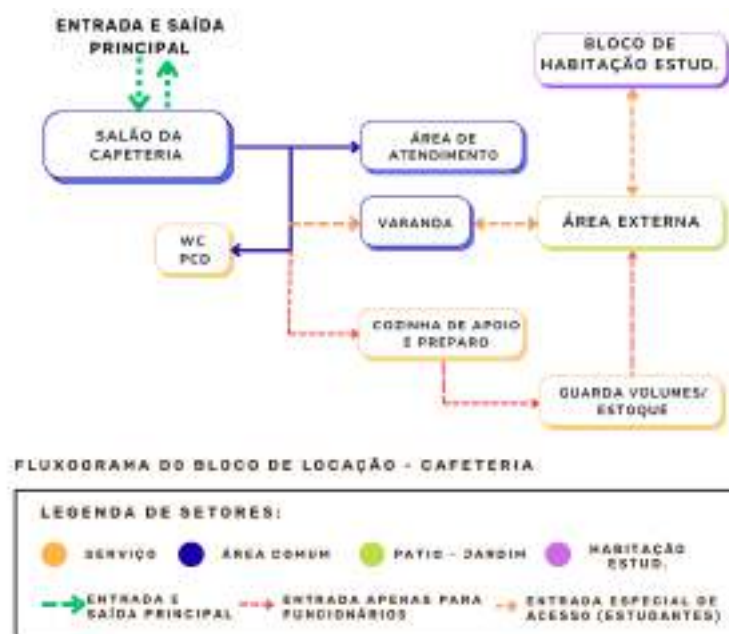 ENTRADA E SAÍDA
PRINCIPAL
BLOCO DE
HABITAÇÃO ESTUD.
SALÃO DA
CAFETERIA
ÁREA DE
ATENDIMENTO
VARANDA
ÁREA EXTERNA
WC
PCD
COZINHA DE APOIO
E PREPARO
GUARDA VOLUMES/
ESTOQUE
FLUXOGRAMA DO BLOCO DE LOCAÇÃO - CAFETERIA
LEGENDA DE SETORES:
SERVIÇO
ÁREA COMUM
PATIO - JARDIM
HABITAÇÃO
ESTUD.
ENTRADA E
SAÍDA PRINCIPAL
ENTRADA APENAS PARA
FUNCIONÁRIOS
ENTRADA ESPECIAL DE
ACESSO (ESTUDANTES)